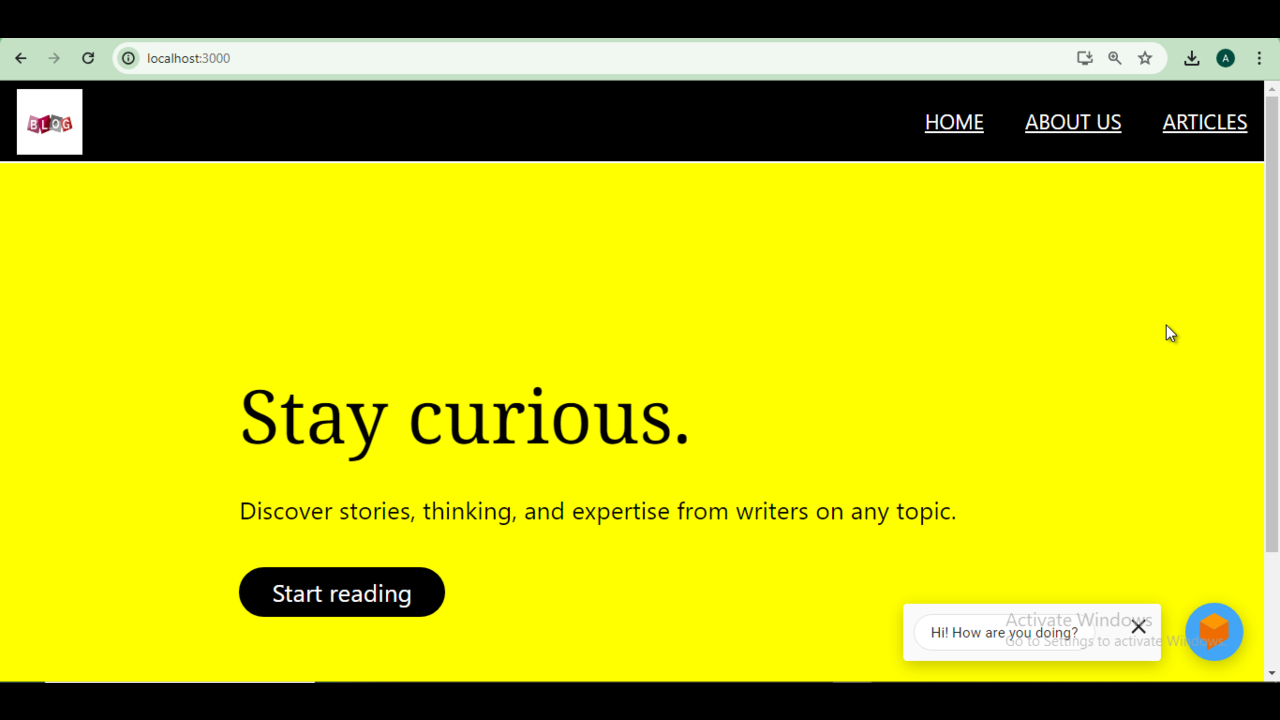 localhost:3000
A
BLOG
HOME ABOUT US ARTICLES
Stay curious.
Discover stories, thinking, and expertise from writers on any topic.
Start reading
Activate Windows
Hi! How are you doing?
Go to Settings to activate Windows.